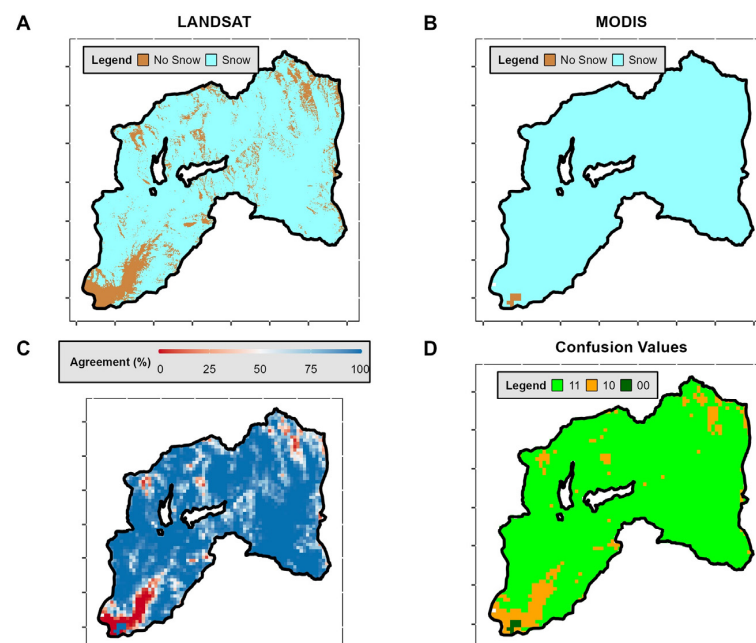 A
LANDSAT
Legend No Snow Snow
B
MODIS
Legend No Snow Snow
C
Agreement (%)
0 25 50 75 100
D
Confusion Values
Legend 11 10 00